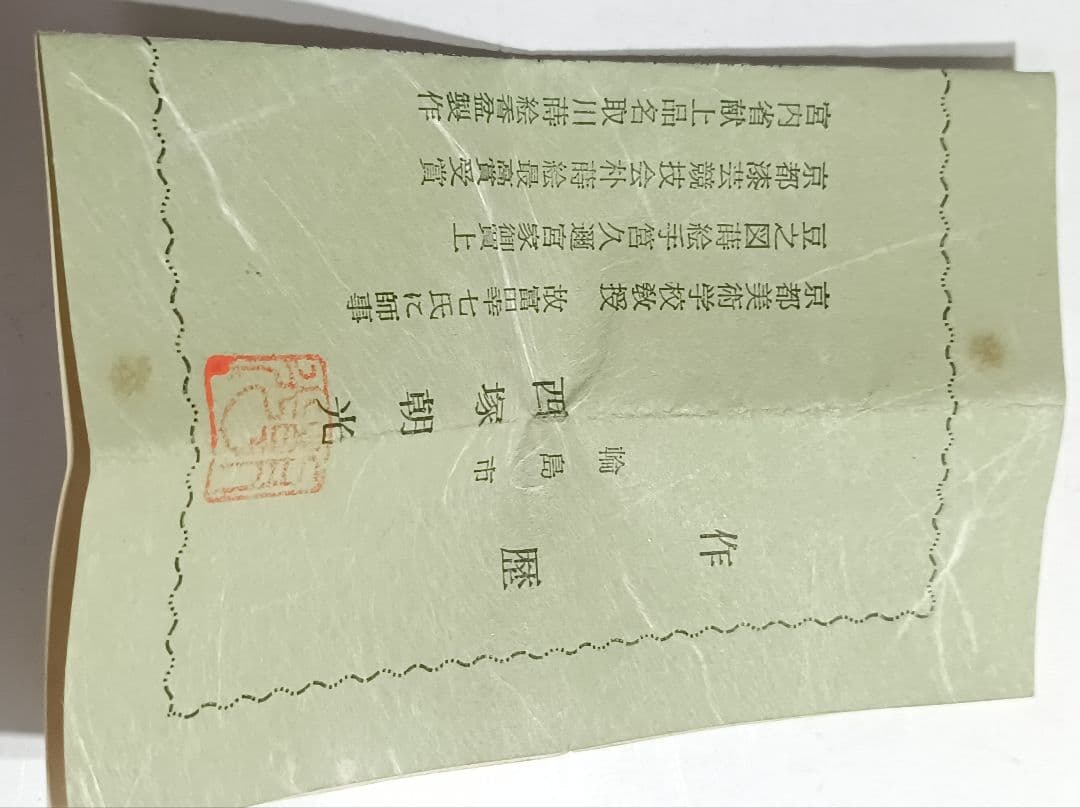 作歴
輪島市
西塚朝光
京都美術学校教授 故富田幸七氏に師事
豆之図蒔絵手筥久邇宮家御買上
京都漆芸競技会朴蒔絵最高賞受賞
宮内省献上品名取川蒔絵香盆製作